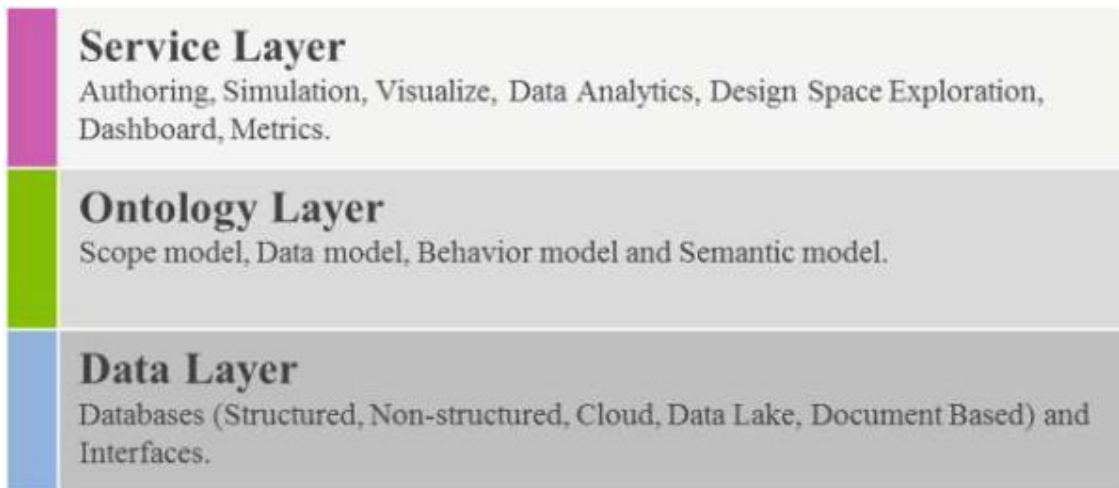 Service Layer
Authoring, Simulation, Visualize, Data Analytics, Design Space Exploration,
Dashboard, Metrics.
Ontology Layer
Scope model, Data model, Behavior model and Semantic model.
Data Layer
Databases (Structured, Non-structured, Cloud, Data Lake, Document Based) and
Interfaces.